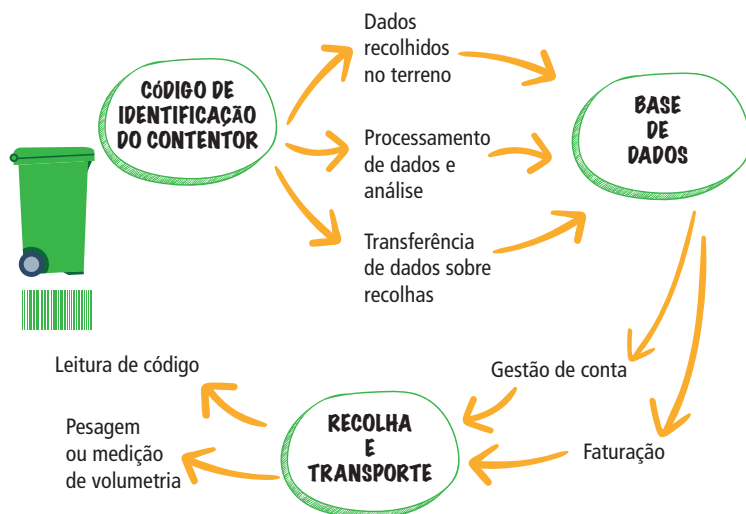 CÓDIGO DE
IDENTIFICAÇÃO
DO CONTENTOR
Dados
recolhidos
no terreno
Processamento
de dados e
análise
Transferência
de dados sobre
recolhas
BASE
DE
DADOS
Gestão de conta
Faturação
RECOLHA
E
TRANSPORTE
Leitura de código
Pesagem
ou medição
de volumetria